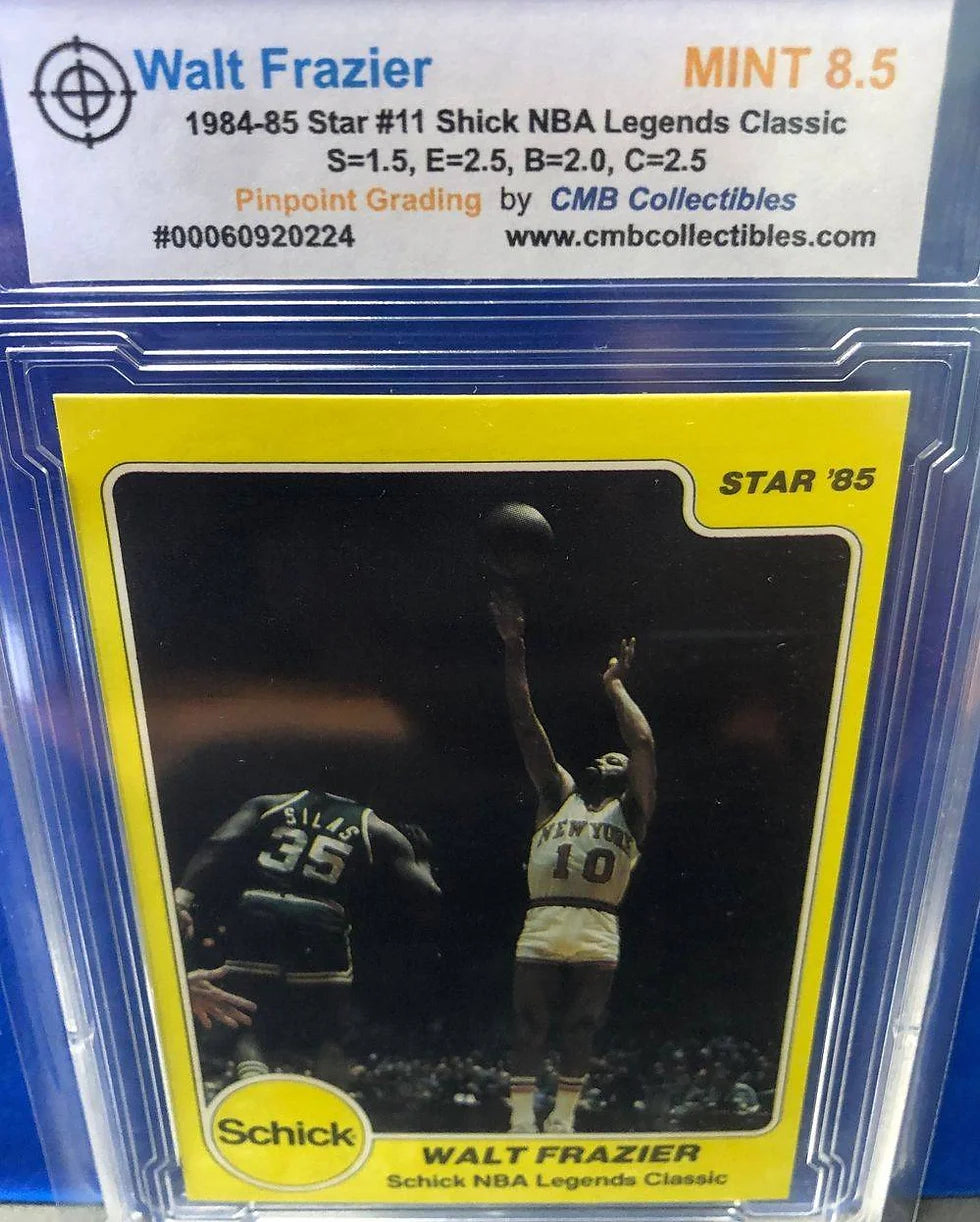 Walt Frazier MINT 8.5
1984-85 Star #11 Shick NBA Legends Classic
S=1.5, E=2.5, B=2.0, C=2.5
Pinpoint Grading by CMB Collectibles
#00060920224 www.cmbcollectibles.com
STAR '85
SILAS
35
NEW YORK
10
Schick
WALT FRAZIER
Schick NBA Legends Classic